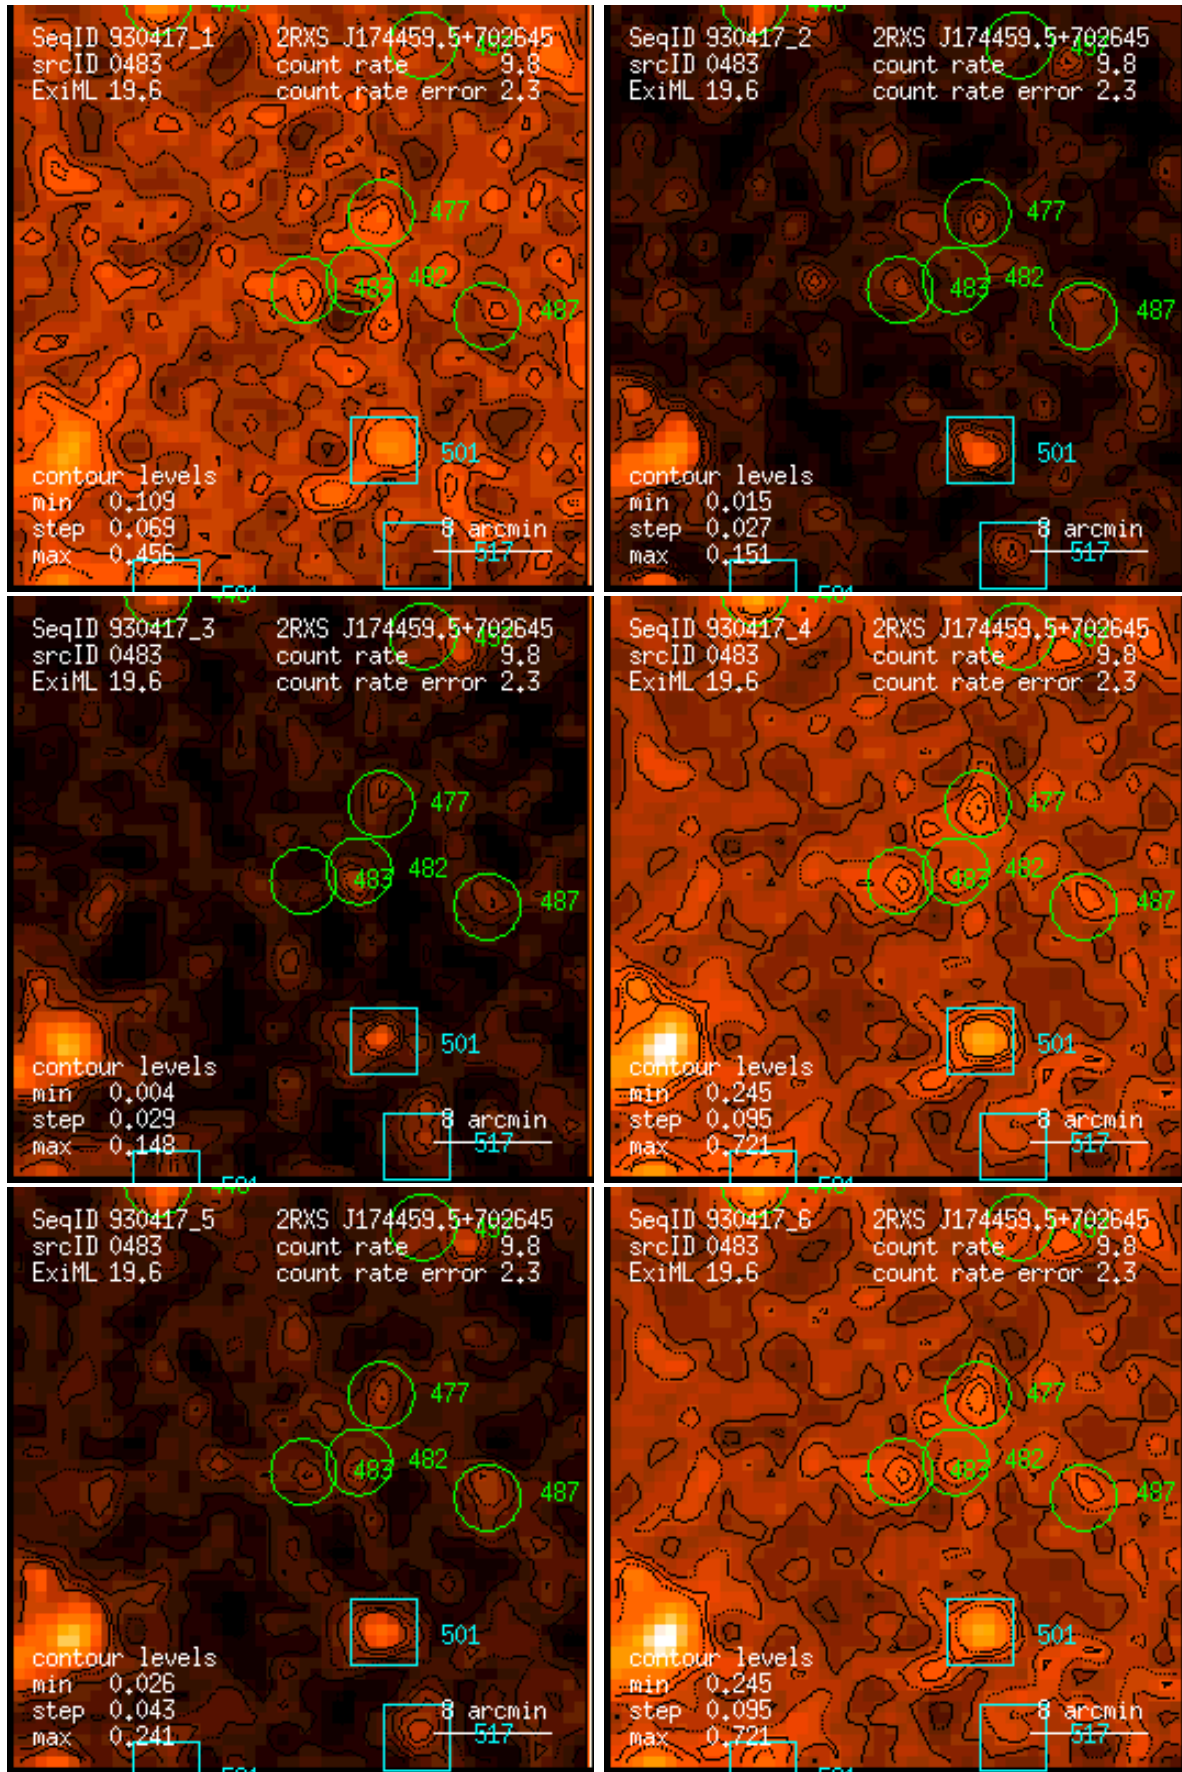 448
SeqID 930417_1 2RXS J174459.5+702645
srcID 0483 count rate 9.8
ExiML 19.6 count rate error 2.3
477
482
483
487
501
contour levels
min 0.109
step 0.069 8 arcmin
max 0.456 517
SeqID 930417_2 2RXS J174459.5+702645
srcID 0483 count rate 9.8
ExiML 19.6 count rate error 2.3
477
482
483
487
501
contour levels
min 0.015
step 0.027 8 arcmin
max 0.151 517
448
SeqID 930417_3 2RXS J174459.5+702645
srcID 0483 count rate 9.8
ExiML 19.6 count rate error 2.3
477
482
483
487
501
contour levels
min 0.004
step 0.029 8 arcmin
max 0.148 517
448
SeqID 930417_4 2RXS J174459.5+702645
srcID 0483 count rate 9.8
ExiML 19.6 count rate error 2.3
477
482
483
487
501
contour levels
min 0.245
step 0.095 8 arcmin
max 0.721 517
448
SeqID 930417_5 2RXS J174459.5+702645
srcID 0483 count rate 9.8
ExiML 19.6 count rate error 2.3
477
482
483
487
501
contour levels
min 0.026
step 0.043 8 arcmin
max 0.241 517
448
SeqID 930417_6 2RXS J174459.5+702645
srcID 0483 count rate 9.8
ExiML 19.6 count rate error 2.3
477
482
483
487
501
contour levels
min 0.245
step 0.095 8 arcmin
max 0.721 517